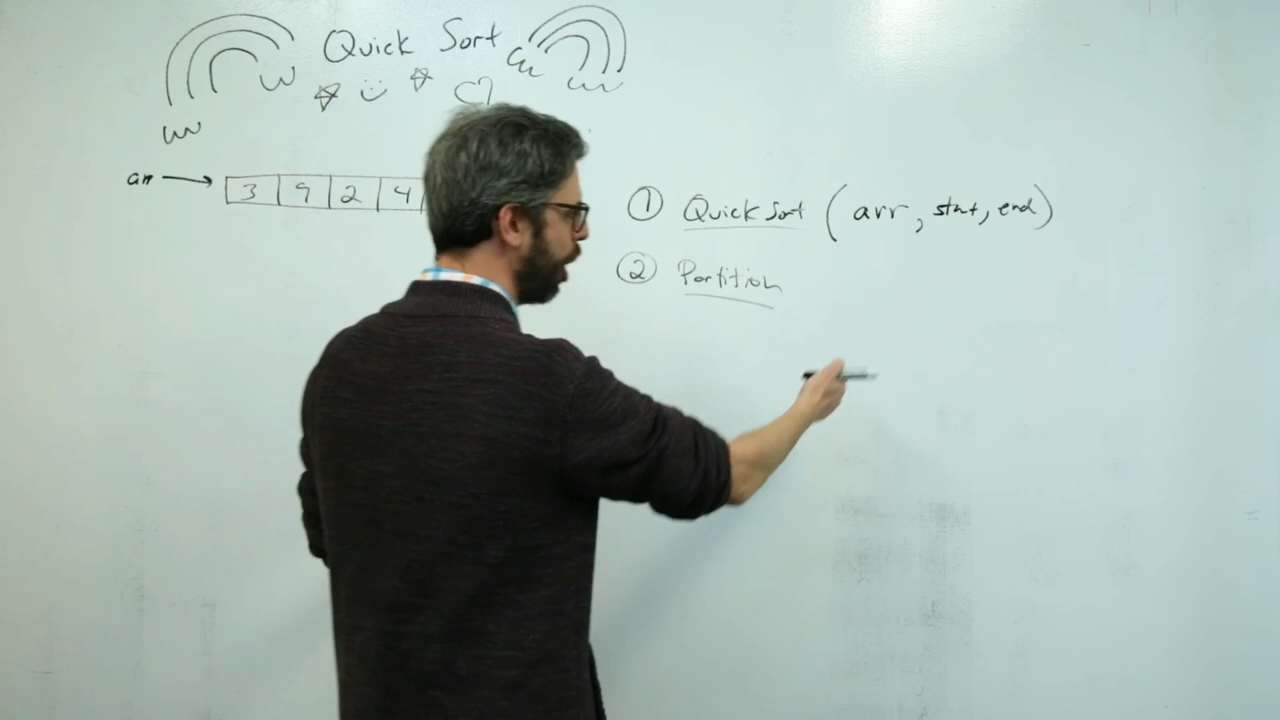 Quick Sort
arr → 3 9 2 4
① QuickSort (arr, start, end)
② Partition